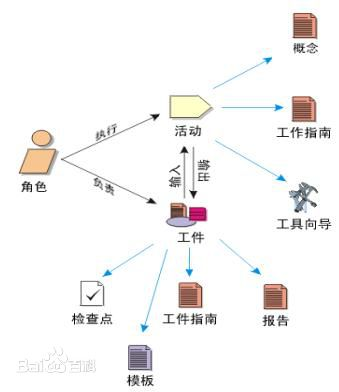 概念
执行
活动
工作指南
角色
负责
输入
输出
工件
工具向导
检查点
工件指南
报告
模板
Bai百科